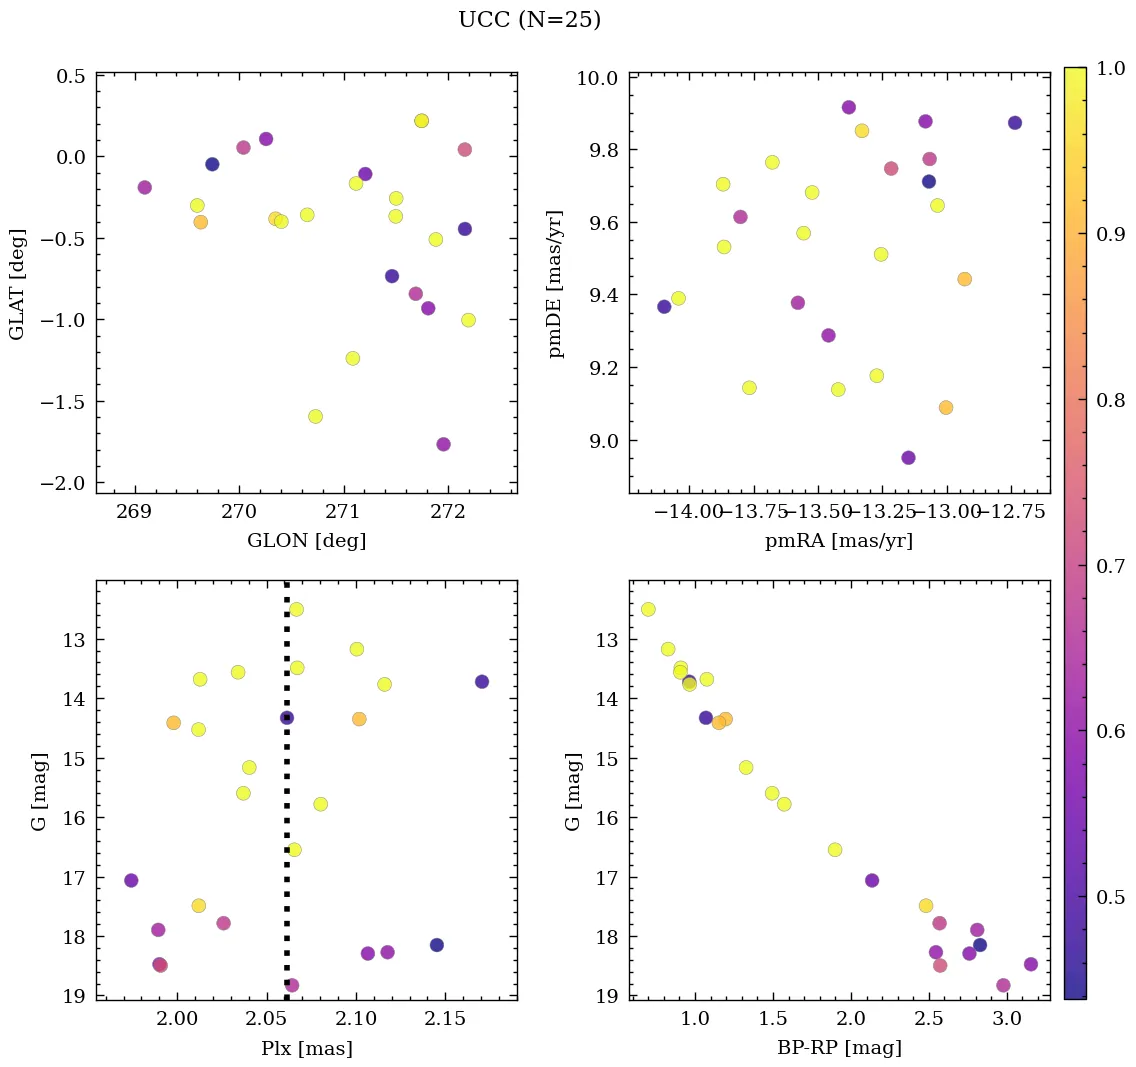 UCC (N=25)
0.5
0.0
−0.5
−1.0
−1.5
−2.0
GLAT [deg]
269 270 271 272
GLON [deg]
10.0
9.8
9.6
9.4
9.2
9.0
pmDE [mas/yr]
−14.00 −13.75 −13.50 −13.25 −13.00 −12.75
pmRA [mas/yr]
13
14
15
16
17
18
19
G [mag]
2.00 2.05 2.10 2.15
Plx [mas]
13
14
15
16
17
18
19
G [mag]
1.0 1.5 2.0 2.5 3.0
BP-RP [mag]
1.0
0.9
0.8
0.7
0.6
0.5